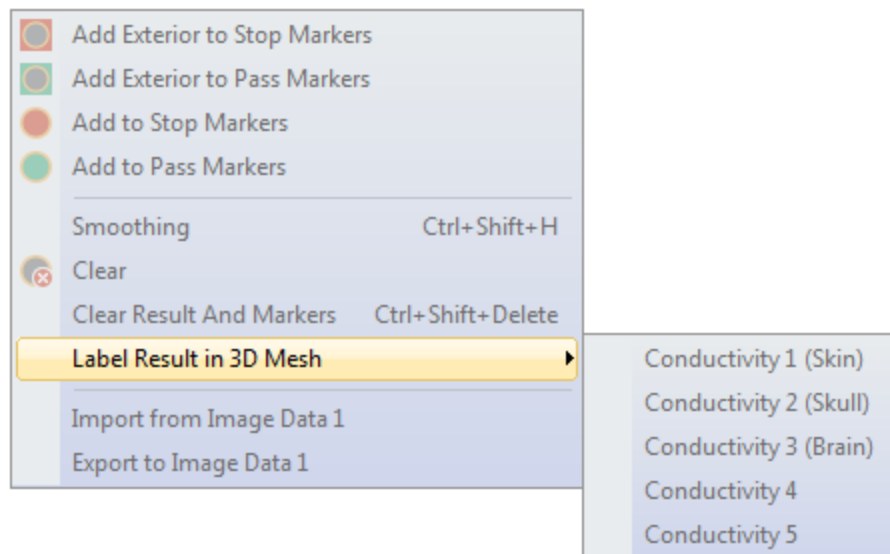 Add Exterior to Stop Markers
Add Exterior to Pass Markers
Add to Stop Markers
Add to Pass Markers
Smoothing Ctrl+Shift+H
Clear
Clear Result And Markers Ctrl+Shift+Delete
Label Result in 3D Mesh
Import from Image Data 1
Export to Image Data 1
Conductivity 1 (Skin)
Conductivity 2 (Skull)
Conductivity 3 (Brain)
Conductivity 4
Conductivity 5